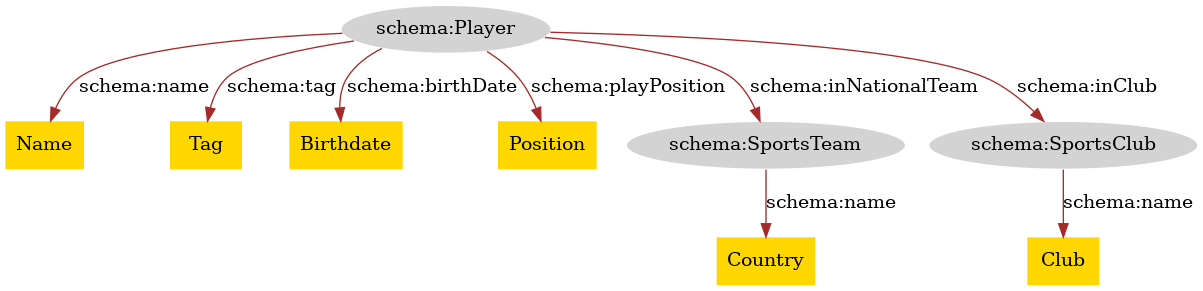 schema:Player
schema:name
schema:tag
schema:birthDate
schema:playPosition
schema:inNationalTeam
schema:inClub
Name
Tag
Birthdate
Position
schema:SportsTeam
schema:SportsClub
schema:name
schema:name
Country
Club